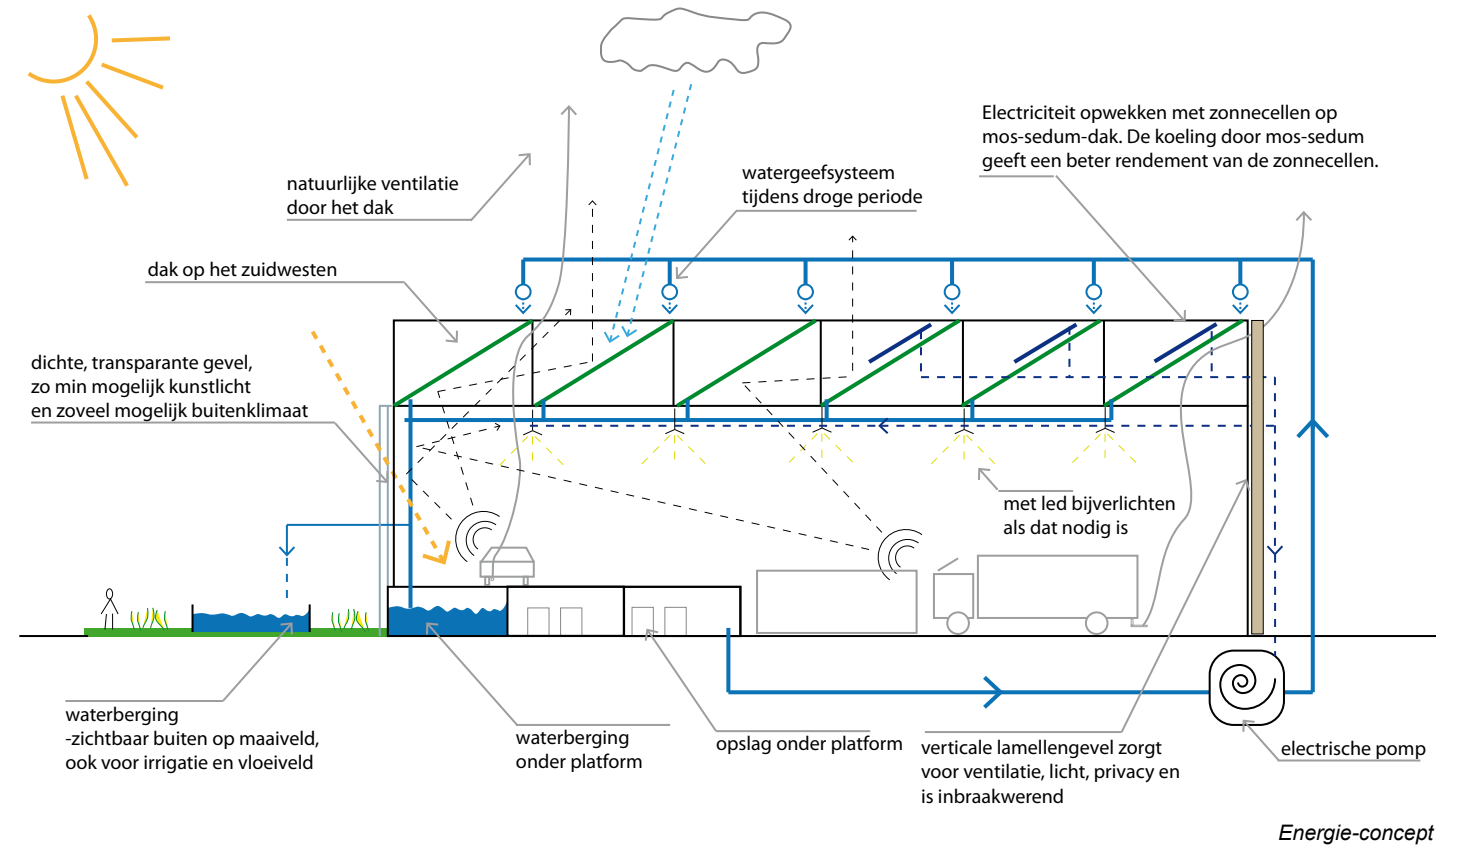 Electriciteit opwekken met zonnecellen op
mos-sedum-dak. De koeling door mos-sedum
geeft een beter rendement van de zonnecellen.
watergeefsysteem
tijdens droge periode
natuurlijke ventilatie
door het dak
dak op het zuidwesten
dichte, transparante gevel,
zo min mogelijk kunstlicht
en zoveel mogelijk buitenklimaat
met led bijverlichten
als dat nodig is
waterberging
-zichtbaar buiten op maaiveld,
ook voor irrigatie en vloeiveld
waterberging
onder platform
opslag onder platform
verticale lamellengevel zorgt
voor ventilatie, licht, privacy en
is inbraakwerend
electrische pomp
Energie-concept